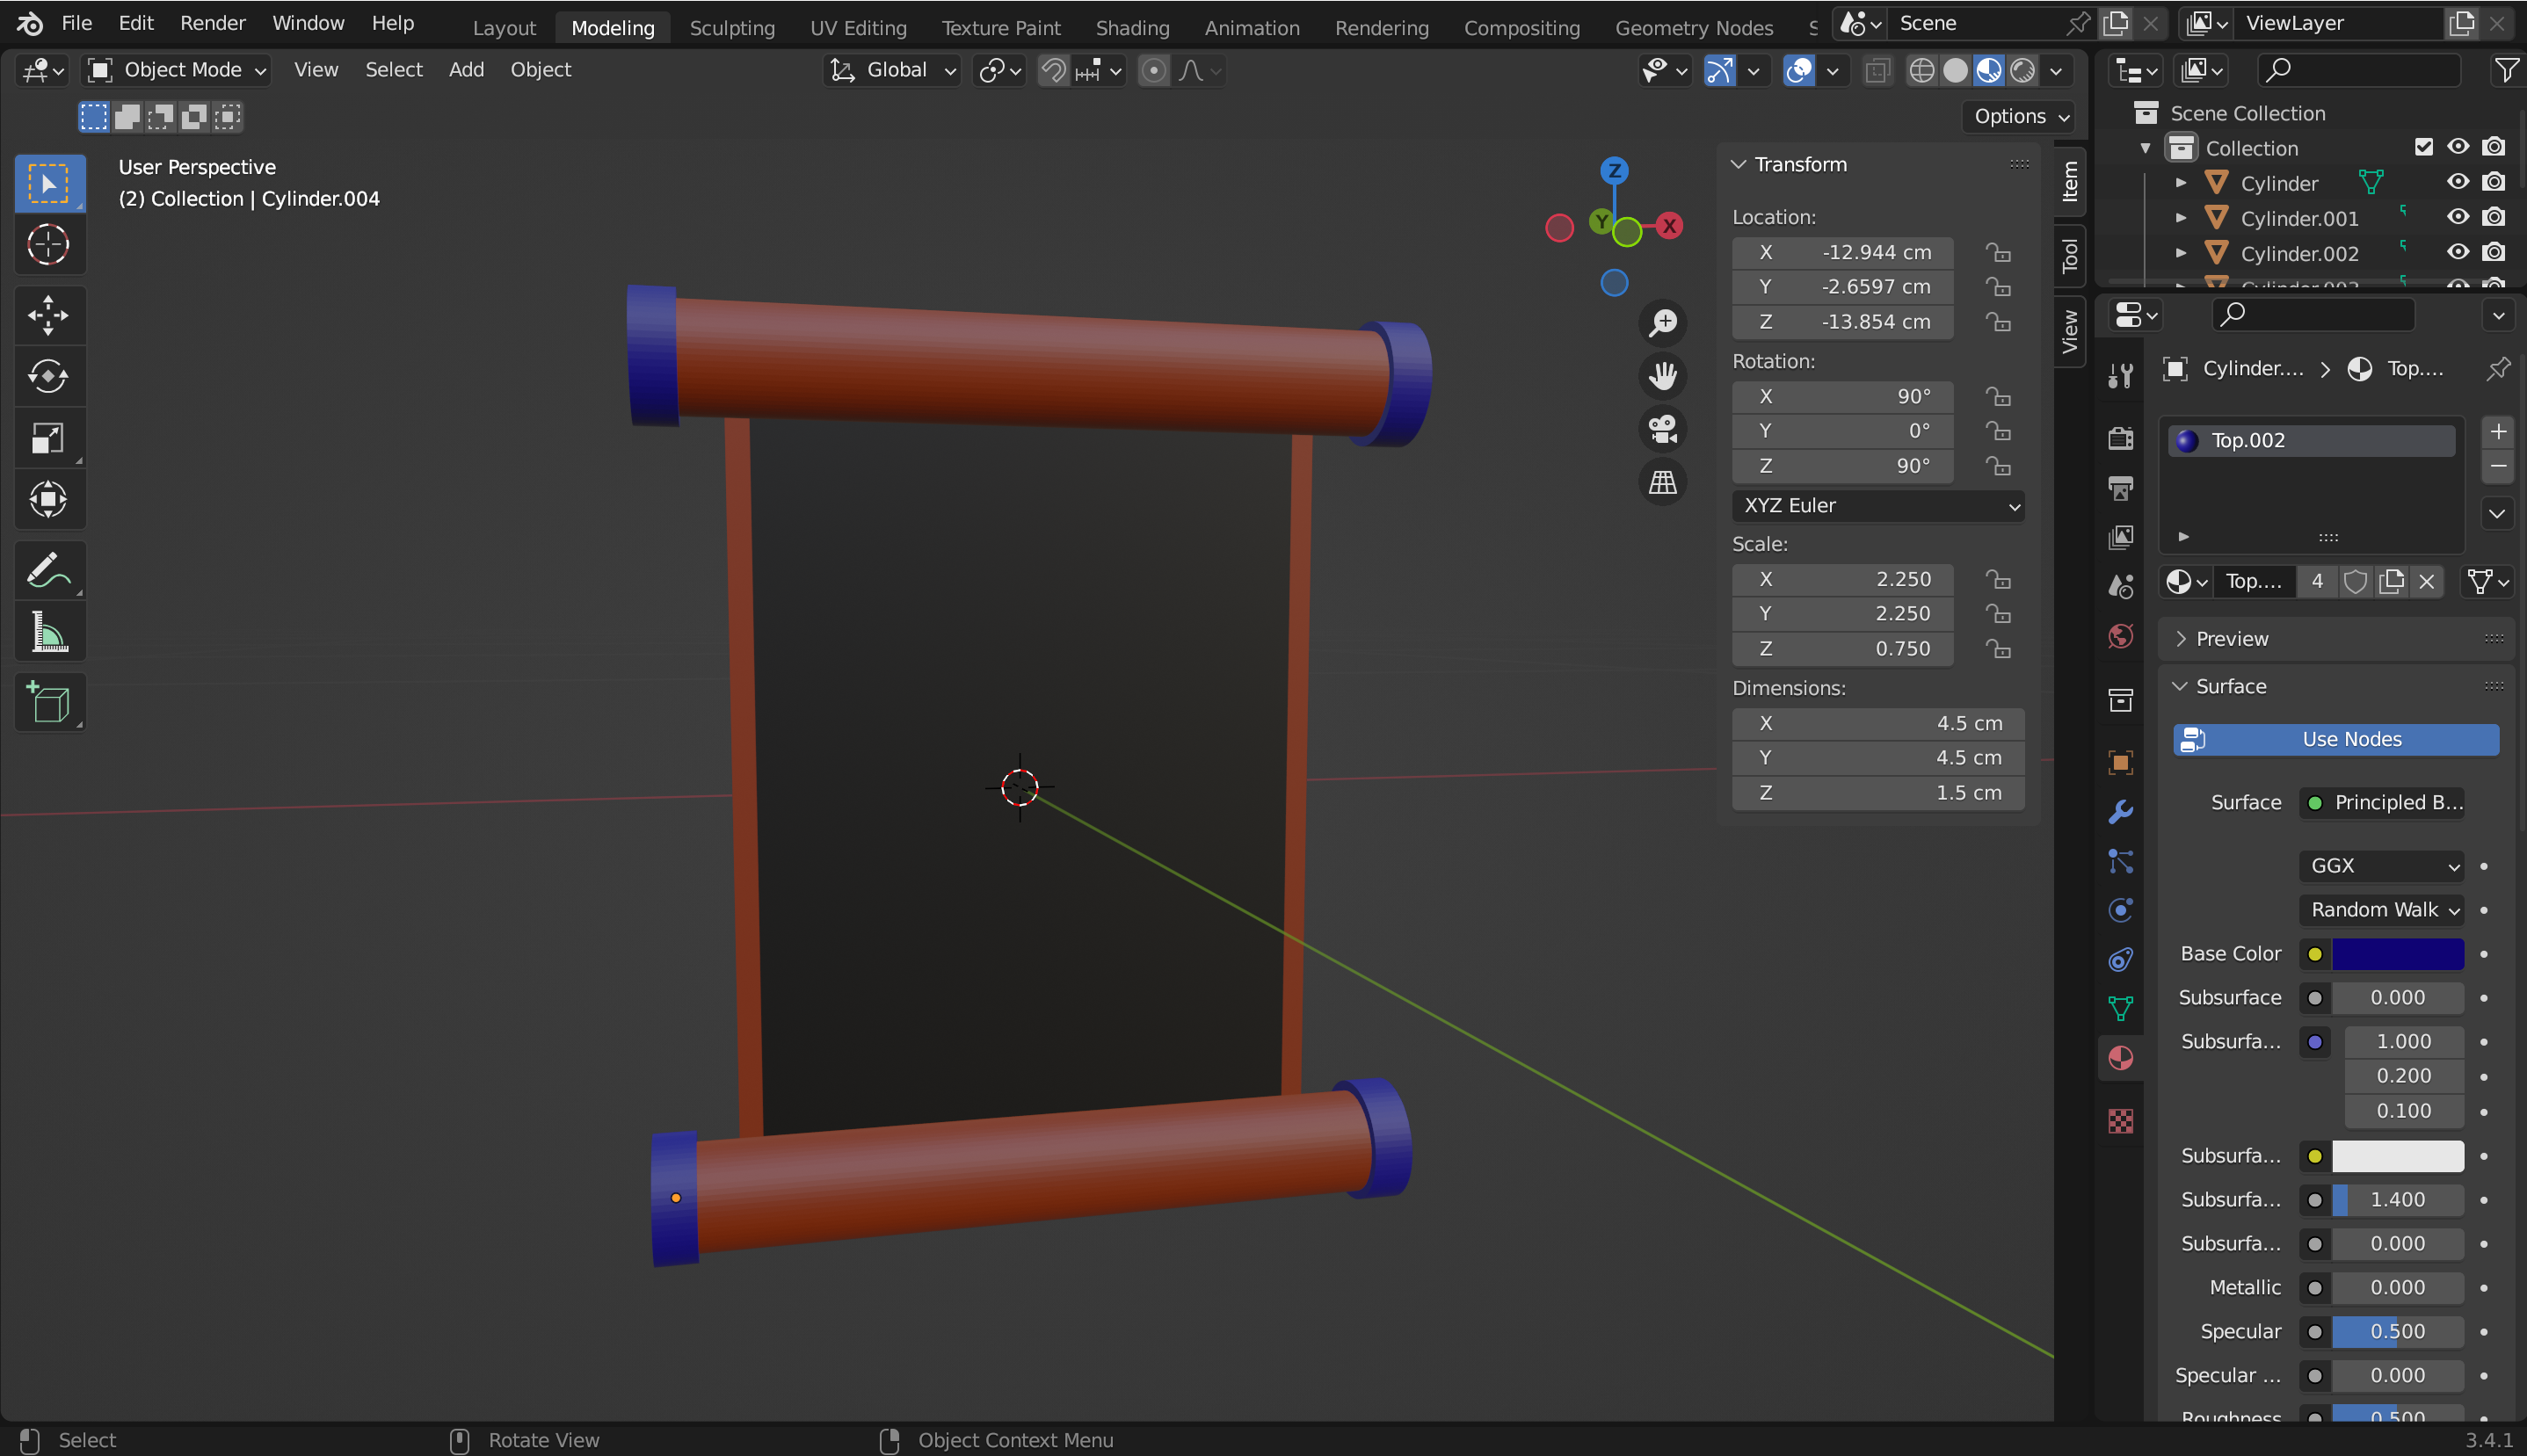 File Edit Render Window Help Layout Modeling Sculpting UV Editing Texture Paint Shading Animation Rendering Compositing Geometry Nodes S Scene ViewLayer
Object Mode View Select Add Object Global
Options
User Perspective
(2) Collection | Cylinder.004
Z
Y
X
Transform
Location:
X -12.944 cm
Y -2.6597 cm
Z -13.854 cm
Rotation:
X 90°
Y 0°
Z 90°
XYZ Euler
Scale:
X 2.250
Y 2.250
Z 0.750
Dimensions:
X 4.5 cm
Y 4.5 cm
Z 1.5 cm
Item
Tool
View
Scene Collection
Collection
Cylinder
Cylinder.001
Cylinder.002
Cylinder.003
Cylinder.... Top....
Top.002
Top.... 4
Preview
Surface
Use Nodes
Surface Principled B...
GGX
Random Walk
Base Color
Subsurface 0.000
Subsurfa... 1.000
0.200
0.100
Subsurfa...
Subsurfa... 1.400
Subsurfa... 0.000
Metallic 0.000
Specular 0.500
Specular ... 0.000
Roughness 0.500
Select Rotate View Object Context Menu 3.4.1